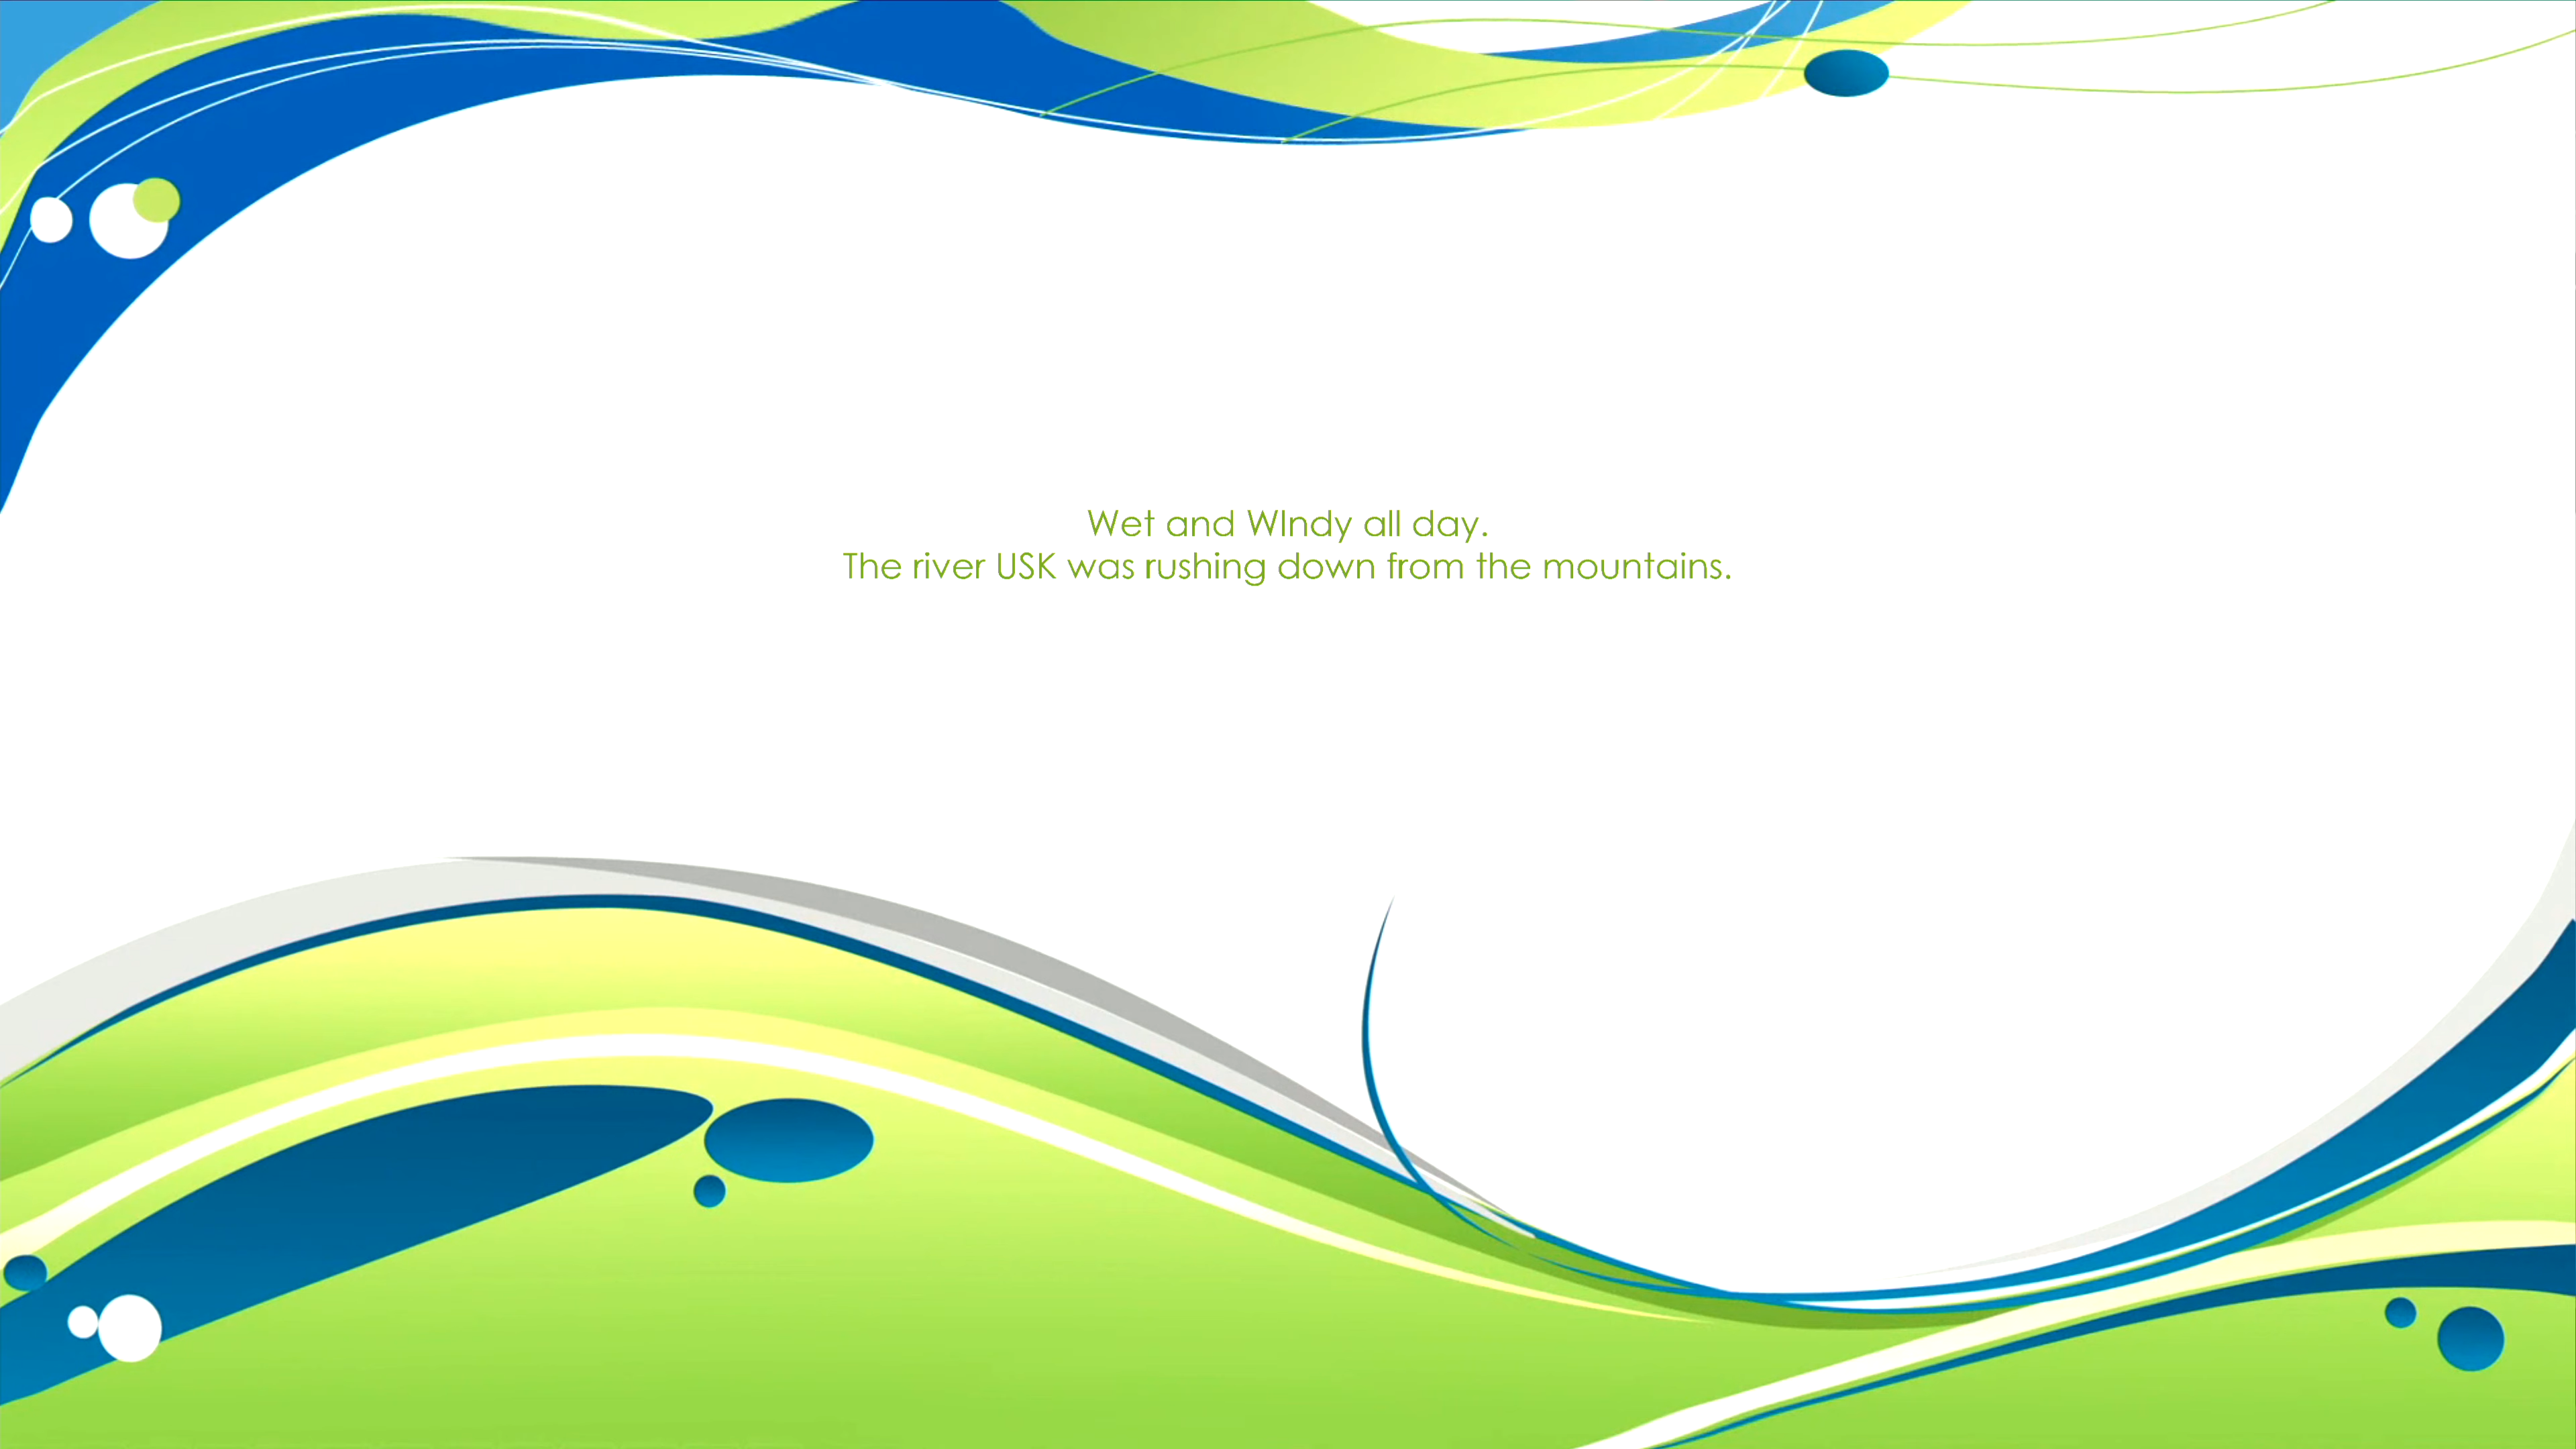 Wet and WIndy all day.
The river USK was rushing down from the mountains.